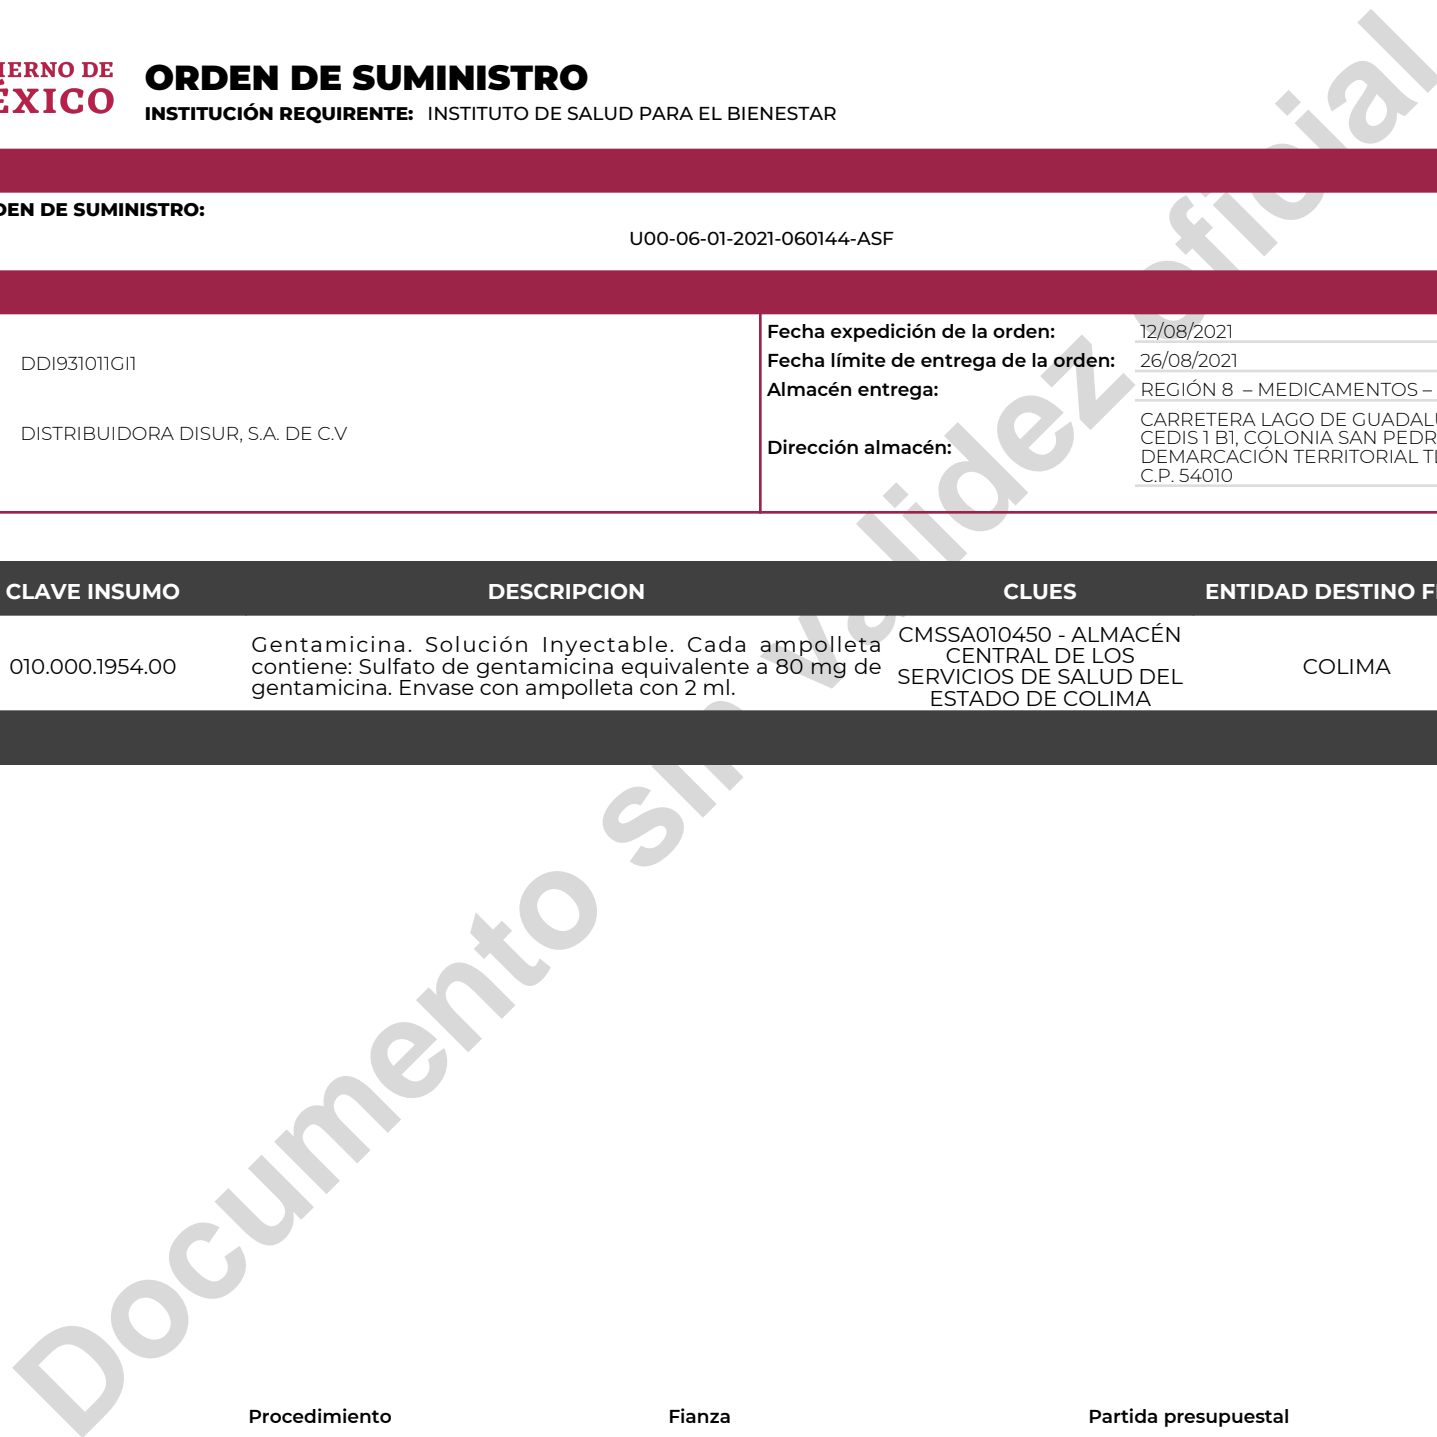 IERNO DE
ÉXICO
ORDEN DE SUMINISTRO
INSTITUCIÓN REQUIRENTE: INSTITUTO DE SALUD PARA EL BIENESTAR
DEN DE SUMINISTRO:
U00-06-01-2021-060144-ASF
DDI931011GI1
DISTRIBUIDORA DISUR, S.A. DE C.V
Fecha expedición de la orden: 12/08/2021
Fecha límite de entrega de la orden: 26/08/2021
Almacén entrega: REGIÓN 8 – MEDICAMENTOS –
Dirección almacén:
CARRETERA LAGO DE GUADALU
CEDIS 1 B1, COLONIA SAN PEDR
DEMARCACIÓN TERRITORIAL TL
C.P. 54010
CLAVE INSUMO DESCRIPCION CLUES ENTIDAD DESTINO FI
010.000.1954.00
Gentamicina. Solución Inyectable. Cada ampolleta
contiene: Sulfato de gentamicina equivalente a 80 mg de
gentamicina. Envase con ampolleta con 2 ml.
CMSSA010450 - ALMACÉN
CENTRAL DE LOS
SERVICIOS DE SALUD DEL
ESTADO DE COLIMA
COLIMA
Documento sin validez oficial
Procedimiento Fianza Partida presupuestal